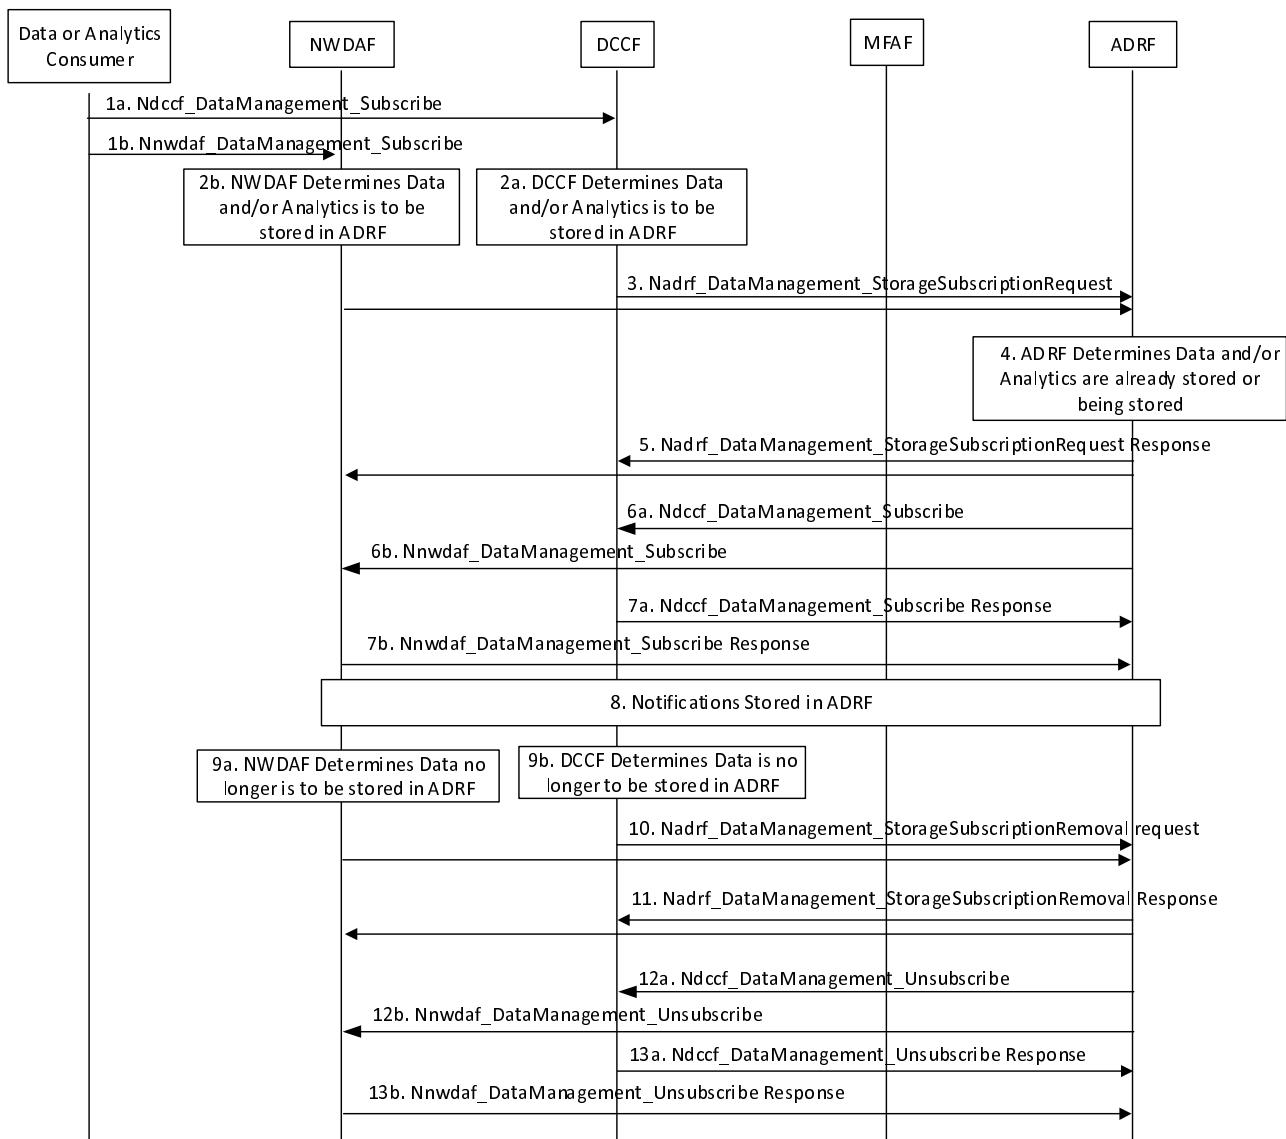 Data or Analytics
Consumer
NWDAF
DCCF
MFAF
ADRF
1a. Ndccf_DataManagement_Subscribe
1b. Nnwdaf_DataManagement_Subscribe
2b. NWDAF Determines Data
and/or Analytics is to be
stored in ADRF
2a. DCCF Determines Data
and/or Analytics is to be
stored in ADRF
3. Nadrf_DataManagement_StorageSubscriptionRequest
4. ADRF Determines Data and/or
Analytics are already stored or
being stored
5. Nadrf_DataManagement_StorageSubscriptionRequest Response
6a. Ndccf_DataManagement_Subscribe
6b. Nnwdaf_DataManagement_Subscribe
7a. Ndccf_DataManagement_Subscribe Response
7b. Nnwdaf_DataManagement_Subscribe Response
8. Notifications Stored in ADRF
9a. NWDAF Determines Data no
longer is to be stored in ADRF
9b. DCCF Determines Data is no
longer to be stored in ADRF
10. Nadrf_DataManagement_StorageSubscriptionRemoval request
11. Nadrf_DataManagement_StorageSubscriptionRemoval Response
12a. Ndccf_DataManagement_Unsubscribe
12b. Nnwdaf_DataManagement_Unsubscribe
13a. Ndccf_DataManagement_Unsubscribe Response
13b. Nnwdaf_DataManagement_Unsubscribe Response